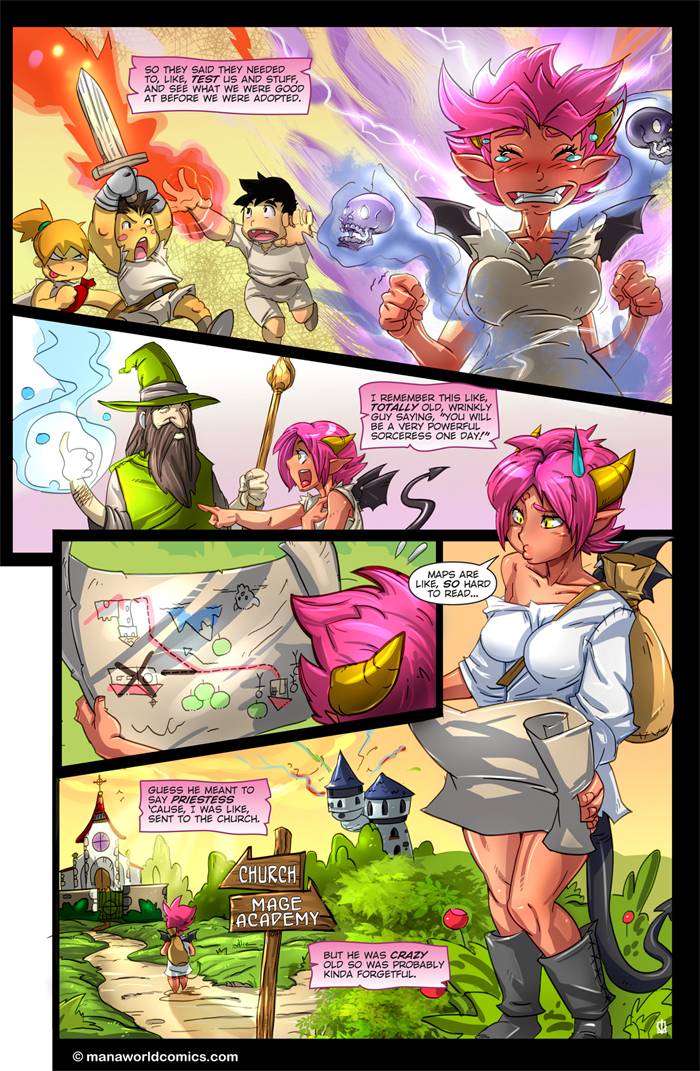 SO THEY SAID THEY NEEDED
TO, LIKE, TEST US AND STUFF,
AND SEE WHAT WE WERE GOOD
AT BEFORE WE WERE ADOPTED.
I REMEMBER THIS LIKE,
TOTALLY OLD, WRINKLY
GUY SAYING, "YOU WILL
BE A VERY POWERFUL
SORCERESS ONE DAY!"
MAPS ARE
LIKE, SO HARD
TO READ...
GUESS HE MEANT TO
SAY PRIESTESS
'CAUSE, I WAS LIKE,
SENT TO THE CHURCH.
CHURCH
MAGE
ACADEMY
BUT HE WAS CRAZY
OLD SO WAS PROBABLY
KINDA FORGETFUL.
© manaworldcomics.com